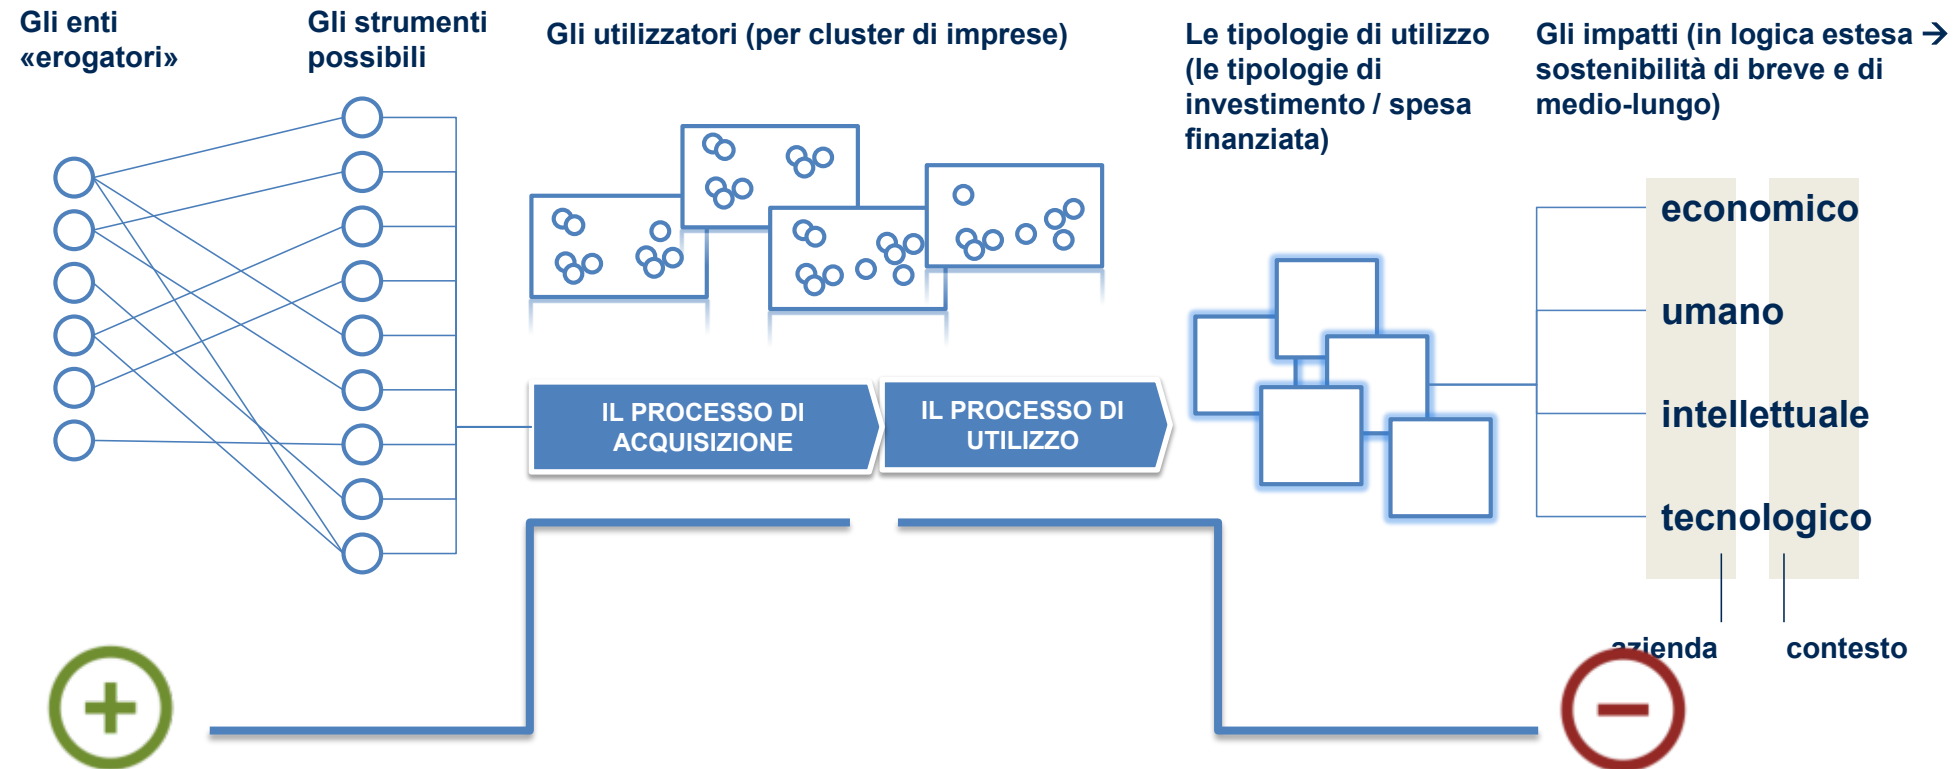 Gli enti
«erogatori»
Gli strumenti
possibili
Gli utilizzatori (per cluster di imprese)
Le tipologie di utilizzo
(le tipologie di
investimento / spesa
finanziata)
Gli impatti (in logica estesa →
sostenibilità di breve e di
medio-lungo)
economico
umano
intellettuale
tecnologico
IL PROCESSO DI
ACQUISIZIONE
IL PROCESSO DI
UTILIZZO
azienda
contesto